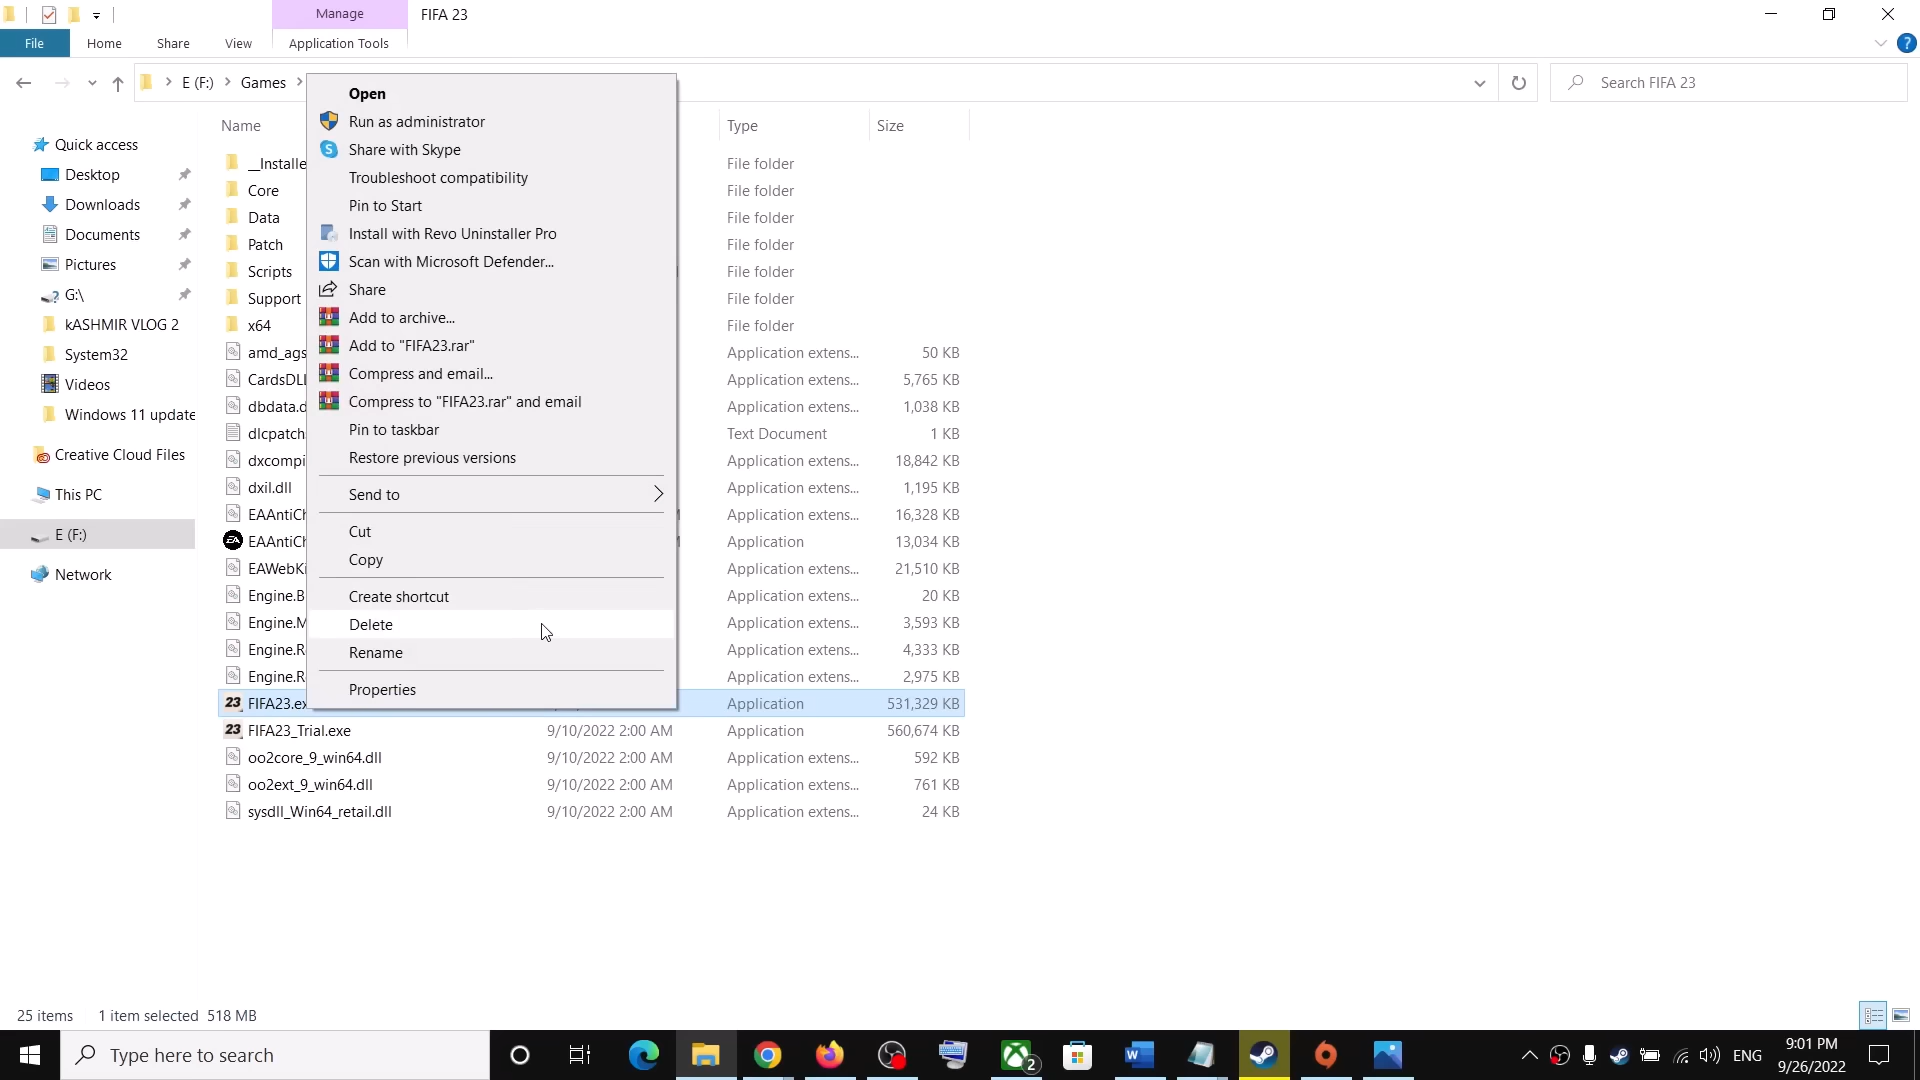 Manage
FIFA 23
File
Home
Share
View
Application Tools
E (F:)
Games
Search FIFA 23
Name
Type
Size
Quick access
Desktop
Downloads
Documents
Pictures
G:\
kASHMIR VLOG 2
System32
Videos
Windows 11 update
Creative Cloud Files
This PC
E (F:)
Network
Open
Run as administrator
Share with Skype
Troubleshoot compatibility
Pin to Start
Install with Revo Uninstaller Pro
Scan with Microsoft Defender...
Share
Add to archive...
Add to "FIFA23.rar"
Compress and email...
Compress to "FIFA23.rar" and email
Pin to taskbar
Restore previous versions
Send to
Cut
Copy
Create shortcut
Delete
Rename
Properties
__Installe File folder
Core File folder
Data File folder
Patch File folder
Scripts File folder
Support File folder
x64 File folder
amd_ags Application extens... 50 KB
CardsDLL Application extens... 5,765 KB
dbdata.d Application extens... 1,038 KB
dlcpatch Text Document 1 KB
dxcompi Application extens... 18,842 KB
dxil.dll Application extens... 1,195 KB
EAAntiCh Application extens... 16,328 KB
EAAntiCh Application 13,034 KB
EAWebKi Application extens... 21,510 KB
Engine.B Application extens... 20 KB
Engine.M Application extens... 3,593 KB
Engine.R Application extens... 4,333 KB
Engine.R Application extens... 2,975 KB
23 FIFA23.ex Application 531,329 KB
23 FIFA23_Trial.exe 9/10/2022 2:00 AM Application 560,674 KB
oo2core_9_win64.dll 9/10/2022 2:00 AM Application extens... 592 KB
oo2ext_9_win64.dll 9/10/2022 2:00 AM Application extens... 761 KB
sysdll_Win64_retail.dll 9/10/2022 2:00 AM Application extens... 24 KB
25 items 1 item selected 518 MB
Type here to search
2
ENG
9:01 PM
9/26/2022